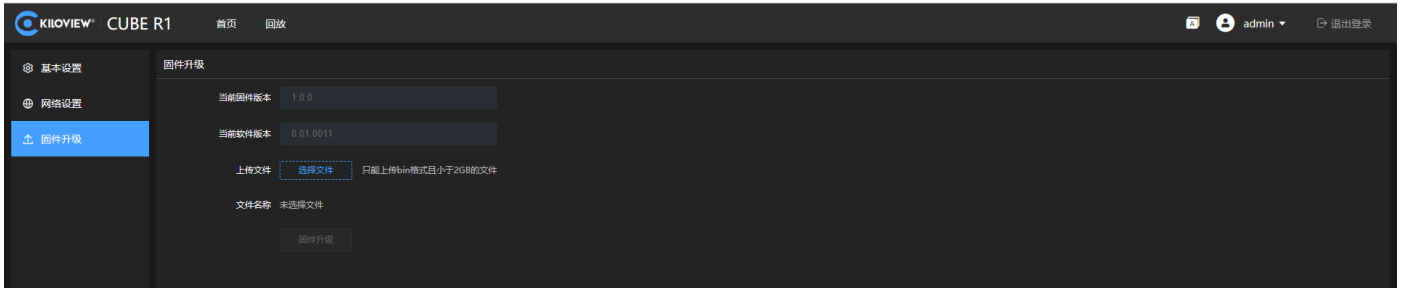 KILOVIEW® CUBE R1 首页 回放 A admin 退出登录
基本设置
网络设置
固件升级
固件升级
当前固件版本 1.0.0
当前软件版本 0.01.0011
上传文件 选择文件 只能上传bin格式且小于2GB的文件
文件名称 未选择文件
固件升级